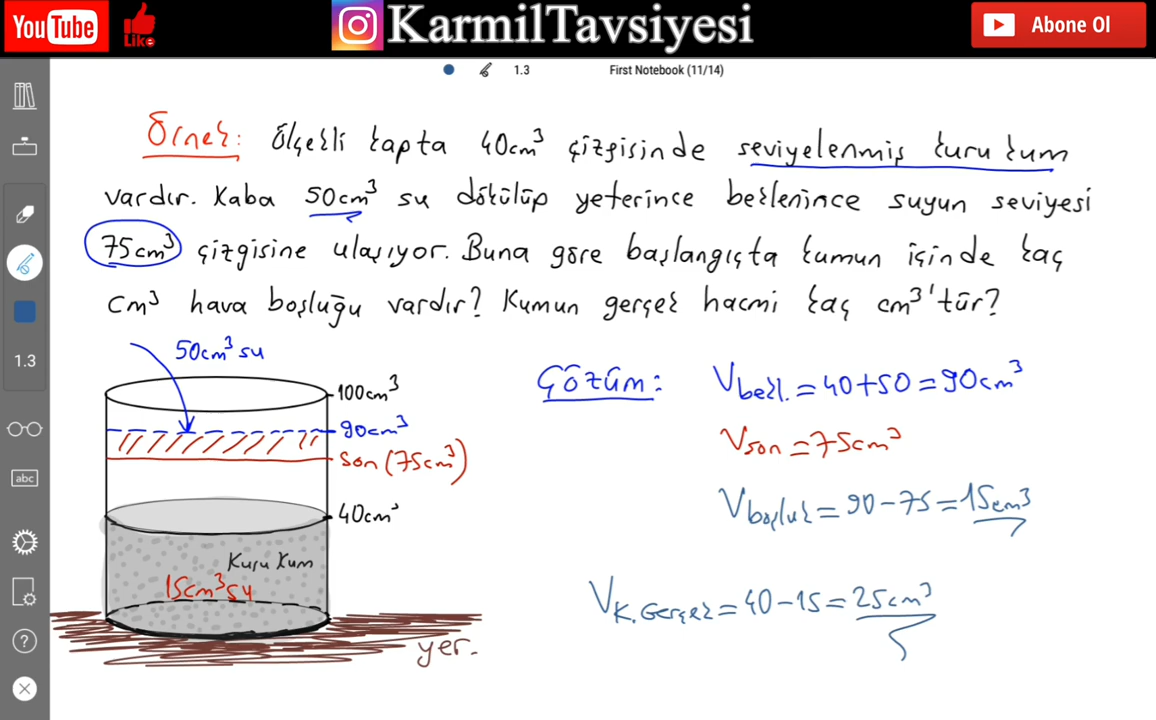 YouTube
Like
KarmilTavsiyesi
Abone Ol
1.3
First Notebook (11/14)
Örnek: Ölçekli kapta 40cm³ çizgisinde seviyelenmiş kuru kum
vardır. Kaba 50cm³ su dökülüp yeterince beklenince suyun seviyesi
75cm³ çizgisine ulaşıyor. Buna göre başlangıçta kumun içinde kaç
cm³ hava boşluğu vardır? Kumun gerçek hacmi kaç cm³'tür?
1.3
abc
50cm³ su
100cm³
90cm³
Son (75cm³)
40cm³
Kuru Kum
15cm³ su
yer.
Çözüm:
Vbekl. = 40+50 = 90cm³
Vson = 75cm³
Vboşluk = 90-75 = 15cm³
VK.Gerçek = 40-15 = 25cm³